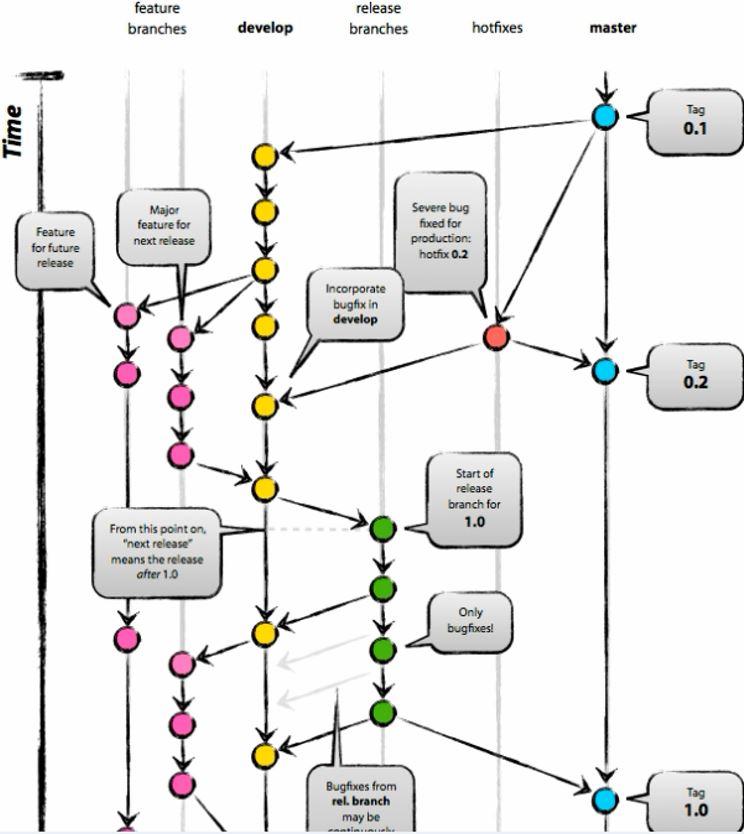 feature
branches
develop
release
branches
hotfixes
master
Time
Tag
0.1
Severe bug
fixed for
production:
hotfix 0.2
Major
feature for
next release
Feature
for future
release
Incorporate
bugfix in
develop
Tag
0.2
Start of
release
branch for
1.0
From this point on,
"next release"
means the release
after 1.0
Only
bugfixes!
Bugfixes from
rel. branch
may be
continuously
Tag
1.0